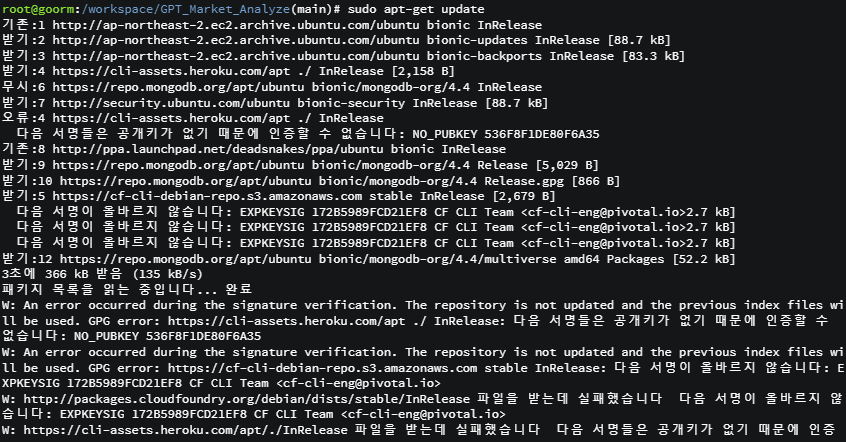 root@goorm:/workspace/GPT_Market_Analyze(main)# sudo apt-get update
기존:1 http://ap-northeast-2.ec2.archive.ubuntu.com/ubuntu bionic InRelease
받기:2 http://ap-northeast-2.ec2.archive.ubuntu.com/ubuntu bionic-updates InRelease [88.7 kB]
받기:3 http://ap-northeast-2.ec2.archive.ubuntu.com/ubuntu bionic-backports InRelease [83.3 kB]
받기:4 https://cli-assets.heroku.com/apt ./ InRelease [2,158 B]
무시:6 https://repo.mongodb.org/apt/ubuntu bionic/mongodb-org/4.4 InRelease
받기:7 http://security.ubuntu.com/ubuntu bionic-security InRelease [88.7 kB]
오류:4 https://cli-assets.heroku.com/apt ./ InRelease
  다음 서명들은 공개키가 없기 때문에 인증할 수 없습니다: NO_PUBKEY 536F8F1DE80F6A35
기존:8 http://ppa.launchpad.net/deadsnakes/ppa/ubuntu bionic InRelease
받기:9 https://repo.mongodb.org/apt/ubuntu bionic/mongodb-org/4.4 Release [5,029 B]
받기:10 https://repo.mongodb.org/apt/ubuntu bionic/mongodb-org/4.4 Release.gpg [866 B]
받기:5 https://cf-cli-debian-repo.s3.amazonaws.com stable InRelease [2,679 B]
  다음 서명이 올바르지 않습니다: EXPKEYSIG 172B5989FCD21EF8 CF CLI Team <cf-cli-eng@pivotal.io>2.7 kB]
  다음 서명이 올바르지 않습니다: EXPKEYSIG 172B5989FCD21EF8 CF CLI Team <cf-cli-eng@pivotal.io>2.7 kB]
  다음 서명이 올바르지 않습니다: EXPKEYSIG 172B5989FCD21EF8 CF CLI Team <cf-cli-eng@pivotal.io>2.7 kB]
받기:12 https://repo.mongodb.org/apt/ubuntu bionic/mongodb-org/4.4/multiverse amd64 Packages [52.2 kB]
3초에 366 kB 받음 (135 kB/s)
패키지 목록을 읽는 중입니다... 완료
W: An error occurred during the signature verification. The repository is not updated and the previous index files wi
ll be used. GPG error: https://cli-assets.heroku.com/apt ./ InRelease: 다음 서명들은 공개키가 없기 때문에 인증할 수
없습니다: NO_PUBKEY 536F8F1DE80F6A35
W: An error occurred during the signature verification. The repository is not updated and the previous index files wi
ll be used. GPG error: https://cf-cli-debian-repo.s3.amazonaws.com stable InRelease: 다음 서명이 올바르지 않습니다: E
XPKEYSIG 172B5989FCD21EF8 CF CLI Team <cf-cli-eng@pivotal.io>
W: http://packages.cloudfoundry.org/debian/dists/stable/InRelease 파일을 받는데 실패했습니다  다음 서명이 올바르지 않
습니다: EXPKEYSIG 172B5989FCD21EF8 CF CLI Team <cf-cli-eng@pivotal.io>
W: https://cli-assets.heroku.com/apt/./InRelease 파일을 받는데 실패했습니다  다음 서명들은 공개키가 없기 때문에 인증